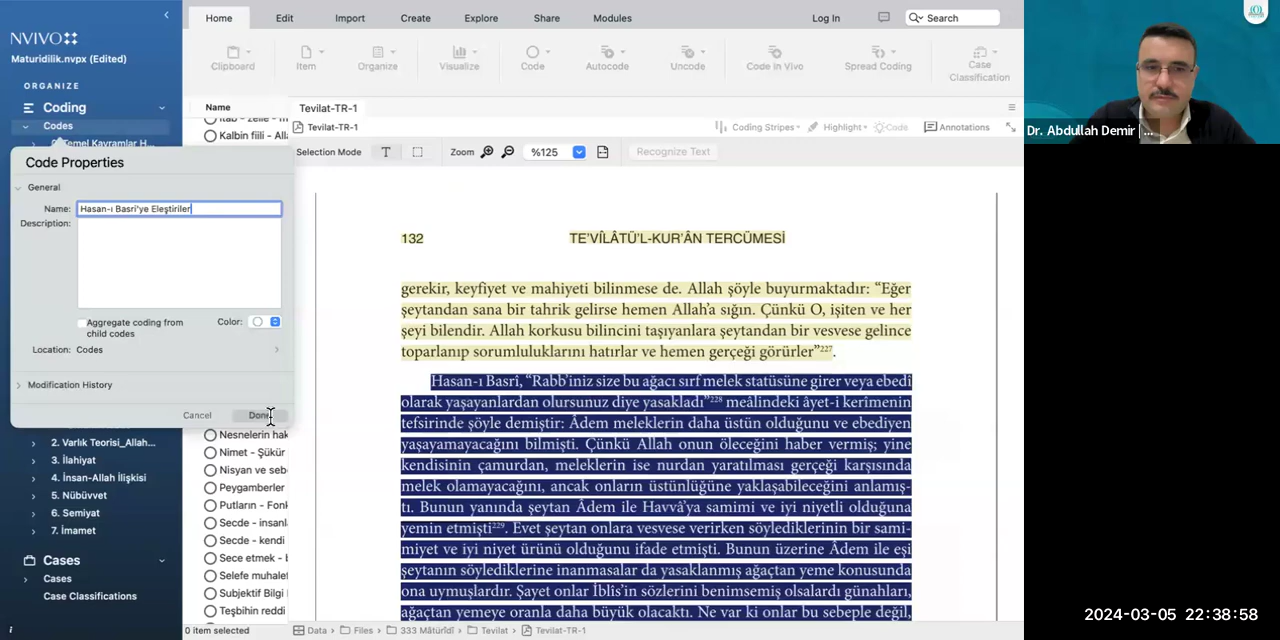 Home
Edit
Import
Create
Explore
Share
Modules
Log In
Search
NVIVO
Maturidilik.nvpx (Edited)
Clipboard
Item
Organize
Visualize
Code
Autocode
Uncode
Code In Vivo
Spread Coding
Case
Classification
ORGANIZE
Coding
Codes
Name
Kalbin fiili - All
Tevilat-TR-1
Tevilat-TR-1
Coding Stripes
Highlight
Code
Annotations
Selection Mode
T
Zoom
%125
Recognize Text
Dr. Abdullah Demir | ...
Code Properties
General
Name: Hasan-ı Basri'ye Eleştiriler
Description:
Aggregate coding from
child codes
Color:
Location: Codes
Modification History
Cancel
Done
2. Varlık Teorisi_Allah...
3. İlahiyat
4. İnsan-Allah İlişkisi
5. Nübüvvet
6. Semiyat
7. İmamet
Cases
Cases
Case Classifications
Nesnelerin hak
Nimet - Şükür
Nisyan ve sebe
Peygamberler
Putların - Fonk
Secde - insanl
Secde - kendi
Sece etmek - b
Selefe muhalef
Subjektif Bilgi
Teşbihin reddi
132 TE'VÎLÂTÜ'L-KUR'ÂN TERCÜMESİ
gerekir, keyfiyet ve mahiyeti bilinmese de. Allah şöyle buyurmaktadır: “Eğer
şeytandan sana bir tahrik gelirse hemen Allah’a sığın. Çünkü O, işiten ve her
şeyi bilendir. Allah korkusu bilincini taşıyanlara şeytandan bir vesvese gelince
toparlanıp sorumluluklarını hatırlar ve hemen gerçeği görürler”227.
Hasan-ı Basrî, “Rabb’iniz size bu ağacı sırf melek statüsüne girer veya ebedî
olarak yaşayanlardan olursunuz diye yasakladı”228 meâlindeki âyet-i kerîmenin
tefsirinde şöyle demiştir: Âdem meleklerin daha üstün olduğunu ve ebediyen
yaşayamayacağını bilmişti. Çünkü Allah onun öleceğini haber vermiş; yine
kendisinin çamurdan, meleklerin ise nurdan yaratılması gerçeği karşısında
melek olamayacağını, ancak onların üstünlüğüne yaklaşabileceğini anlamış-
tı. Bunun yanında şeytan Âdem ile Havvâ’ya samimi ve iyi niyetli olduğuna
yemin etmişti229. Evet şeytan onlara vesvese verirken söylediklerinin bir sami-
miyet ve iyi niyet ürünü olduğunu ifade etmişti. Bunun üzerine Âdem ile eşi
şeytanın söylediklerine inanmasalar da yasaklanmış ağaçtan yeme konusunda
ona uymuşlardır. Şayet onlar İblîs’in sözlerini benimsemiş olsalardı günahları,
ağaçtan yemeye oranla daha büyük olacaktı. Ne var ki onlar bu sebeple değil,
0 item selected
Data
Files
333 Mâtürîdî
Tevilat
Tevilat-TR-1
2024-03-05 22:38:58